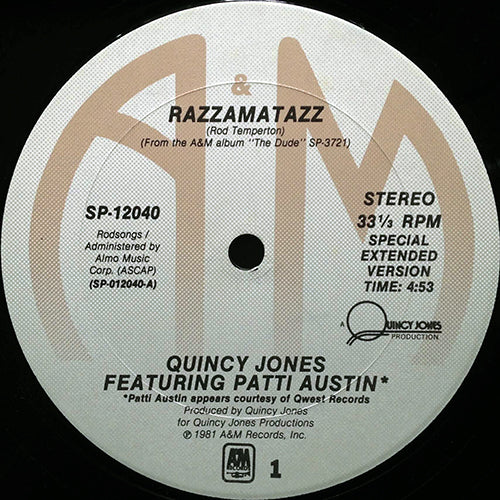 A&M
RAZZAMATAZZ
(Rod Temperton)
(From the A&M album "The Dude" SP-3721)
SP-12040
Rodsongs /
Administered by
Almo Music
Corp. (ASCAP)
(SP-012040-A)
STEREO
33 1/3 RPM
SPECIAL
EXTENDED
VERSION
TIME: 4:53
A QUINCY JONES
PRODUCTION
QUINCY JONES
FEATURING PATTI AUSTIN*
*Patti Austin appears courtesy of Qwest Records
Produced by Quincy Jones
for Quincy Jones Productions
℗ 1981 A&M Records, Inc.
A&M
RECORDS
1